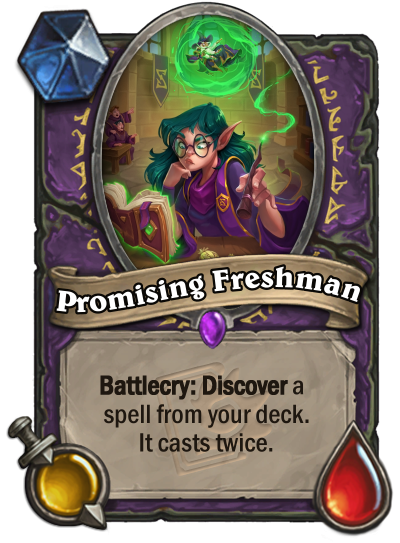 Promising Freshman
Battlecry: Discover a
spell from your deck.
It casts twice.